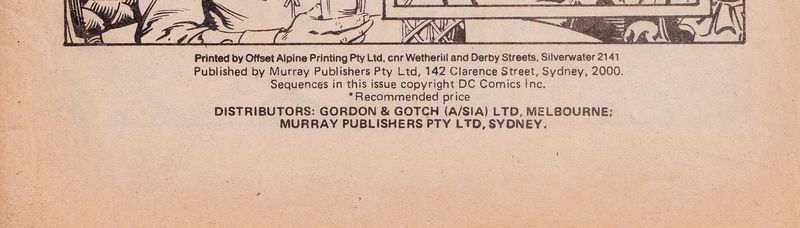 Printed by Offset Alpine Printing Pty Ltd, cnr Wetherill and Derby Streets, Silverwater 2141
Published by Murray Publishers Pty Ltd, 142 Clarence Street, Sydney, 2000.
Sequences in this issue copyright DC Comics Inc.
*Recommended price
DISTRIBUTORS: GORDON & GOTCH (A/SIA) LTD, MELBOURNE;
MURRAY PUBLISHERS PTY LTD, SYDNEY.